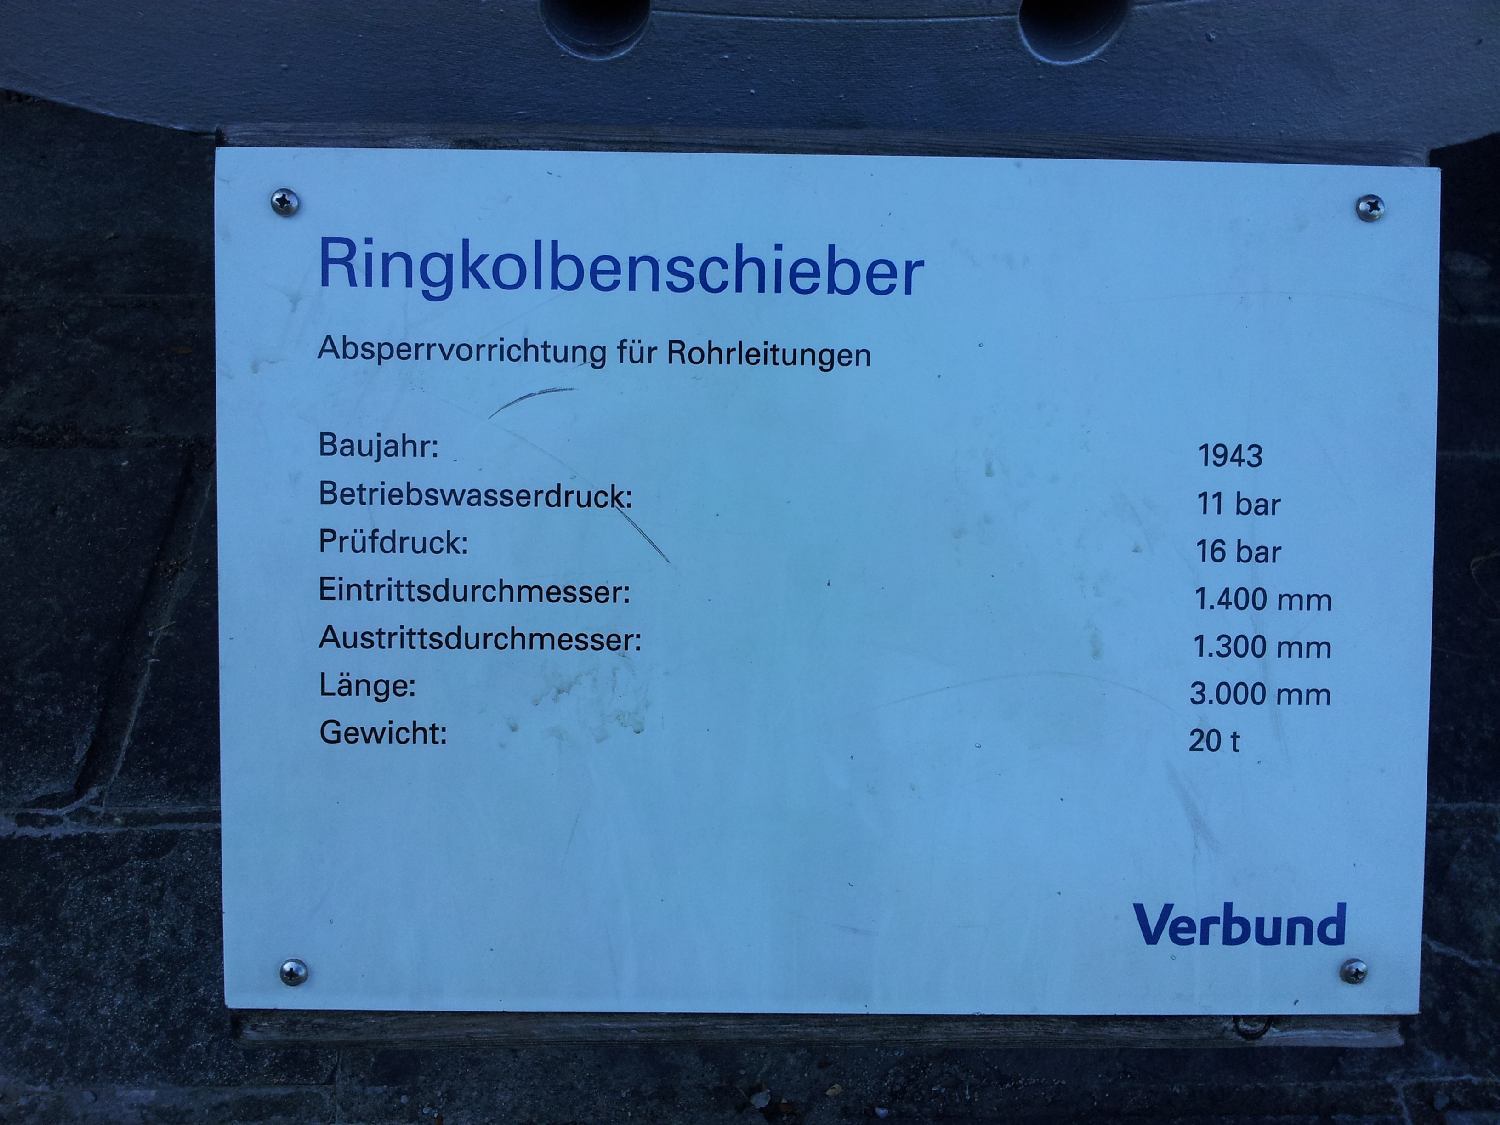 Ringkolbenschieber
Absperrvorrichtung für Rohrleitungen
Baujahr: 1943
Betriebswasserdruck: 11 bar
Prüfdruck: 16 bar
Eintrittsdurchmesser: 1.400 mm
Austrittsdurchmesser: 1.300 mm
Länge: 3.000 mm
Gewicht: 20 t
Verbund